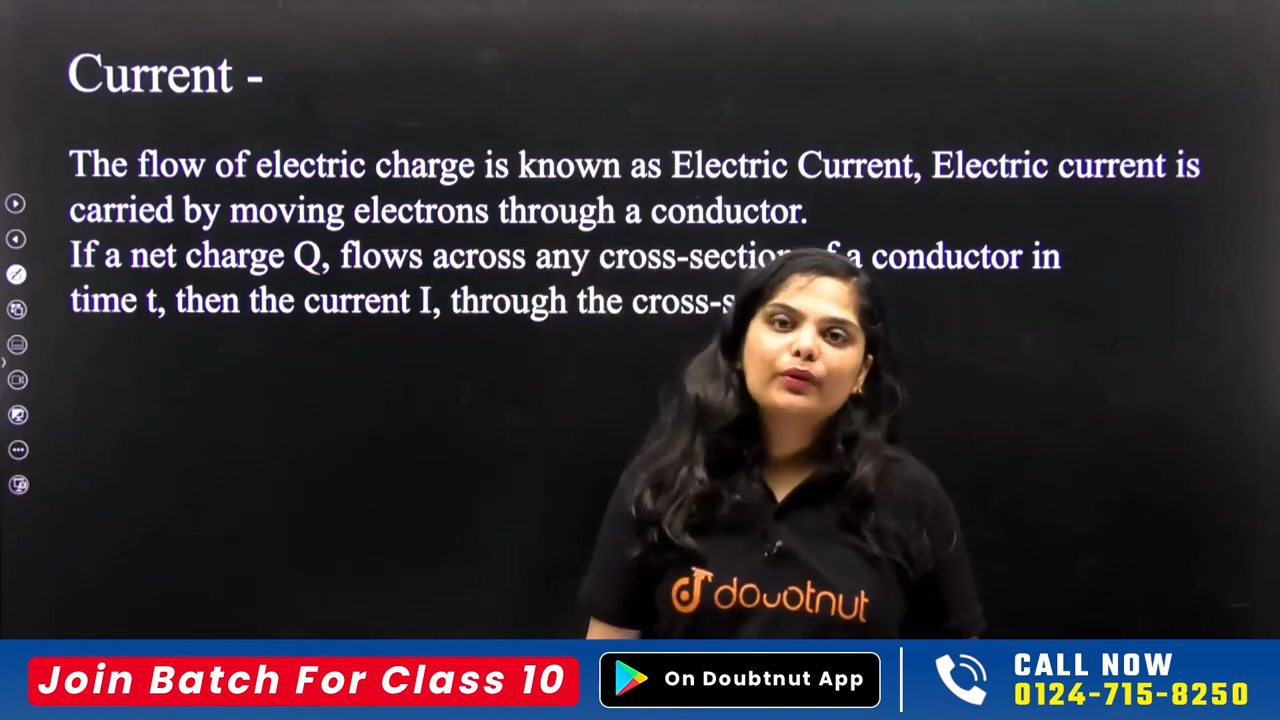 Current -
The flow of electric charge is known as Electric Current, Electric current is
carried by moving electrons through a conductor.
If a net charge Q, flows across any cross-section of a conductor in
time t, then the current I, through the cross-s
doubtnut
Join Batch For Class 10
On Doubtnut App
CALL NOW
0124-715-8250